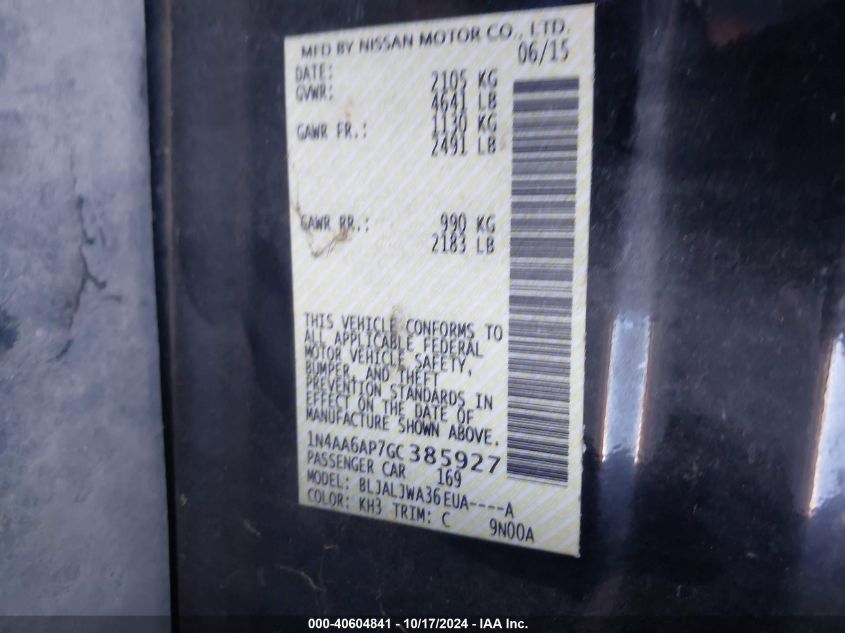 MFD BY NISSAN MOTOR CO., LTD.
DATE: 06/15
GVWR: 2105 KG
4641 LB
GAWR FR.: 1130 KG
2491 LB
GAWR RR.: 990 KG
2183 LB
THIS VEHICLE CONFORMS TO
ALL APPLICABLE FEDERAL
MOTOR VEHICLE SAFETY,
BUMPER, AND THEFT
PREVENTION STANDARDS IN
EFFECT ON THE DATE OF
MANUFACTURE SHOWN ABOVE.
1N4AA6AP7GC385927
PASSENGER CAR 169
MODEL: BLJALJWA36EUA----A
COLOR: KH3 TRIM: C 9N00A
000-40604841 - 10/17/2024 - IAA Inc.